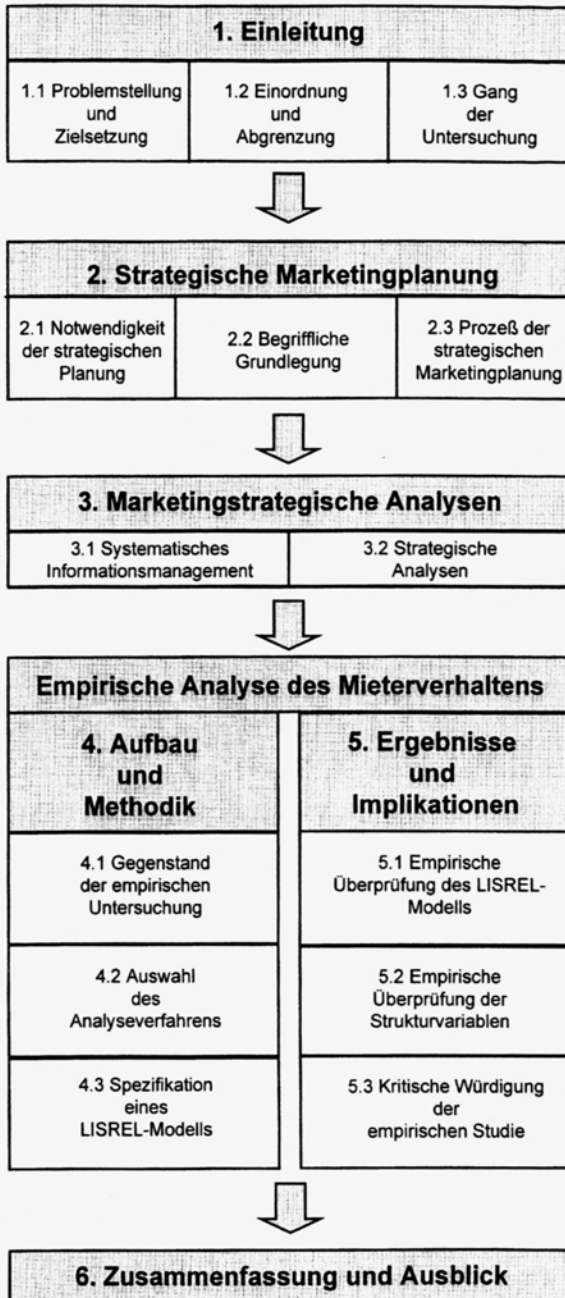 1. Einleitung
1.1 Problemstellung
und
Zielsetzung
1.2 Einordnung
und
Abgrenzung
1.3 Gang
der
Untersuchung
2. Strategische Marketingplanung
2.1 Notwendigkeit
der strategischen
Planung
2.2 Begriffliche
Grundlegung
2.3 Prozeß der
strategischen
Marketingplanung
3. Marketingstrategische Analysen
3.1 Systematisches
Informationsmanagement
3.2 Strategische
Analysen
Empirische Analyse des Mieterverhaltens
4. Aufbau
und
Methodik
4.1 Gegenstand
der empirischen
Untersuchung
4.2 Auswahl
des
Analyseverfahrens
4.3 Spezifikation
eines
LISREL-Modells
5. Ergebnisse
und
Implikationen
5.1 Empirische
Überprüfung des LISREL-
Modells
5.2 Empirische
Überprüfung der
Strukturvariablen
5.3 Kritische Würdigung
der
empirischen Studie
6. Zusammenfassung und Ausblick